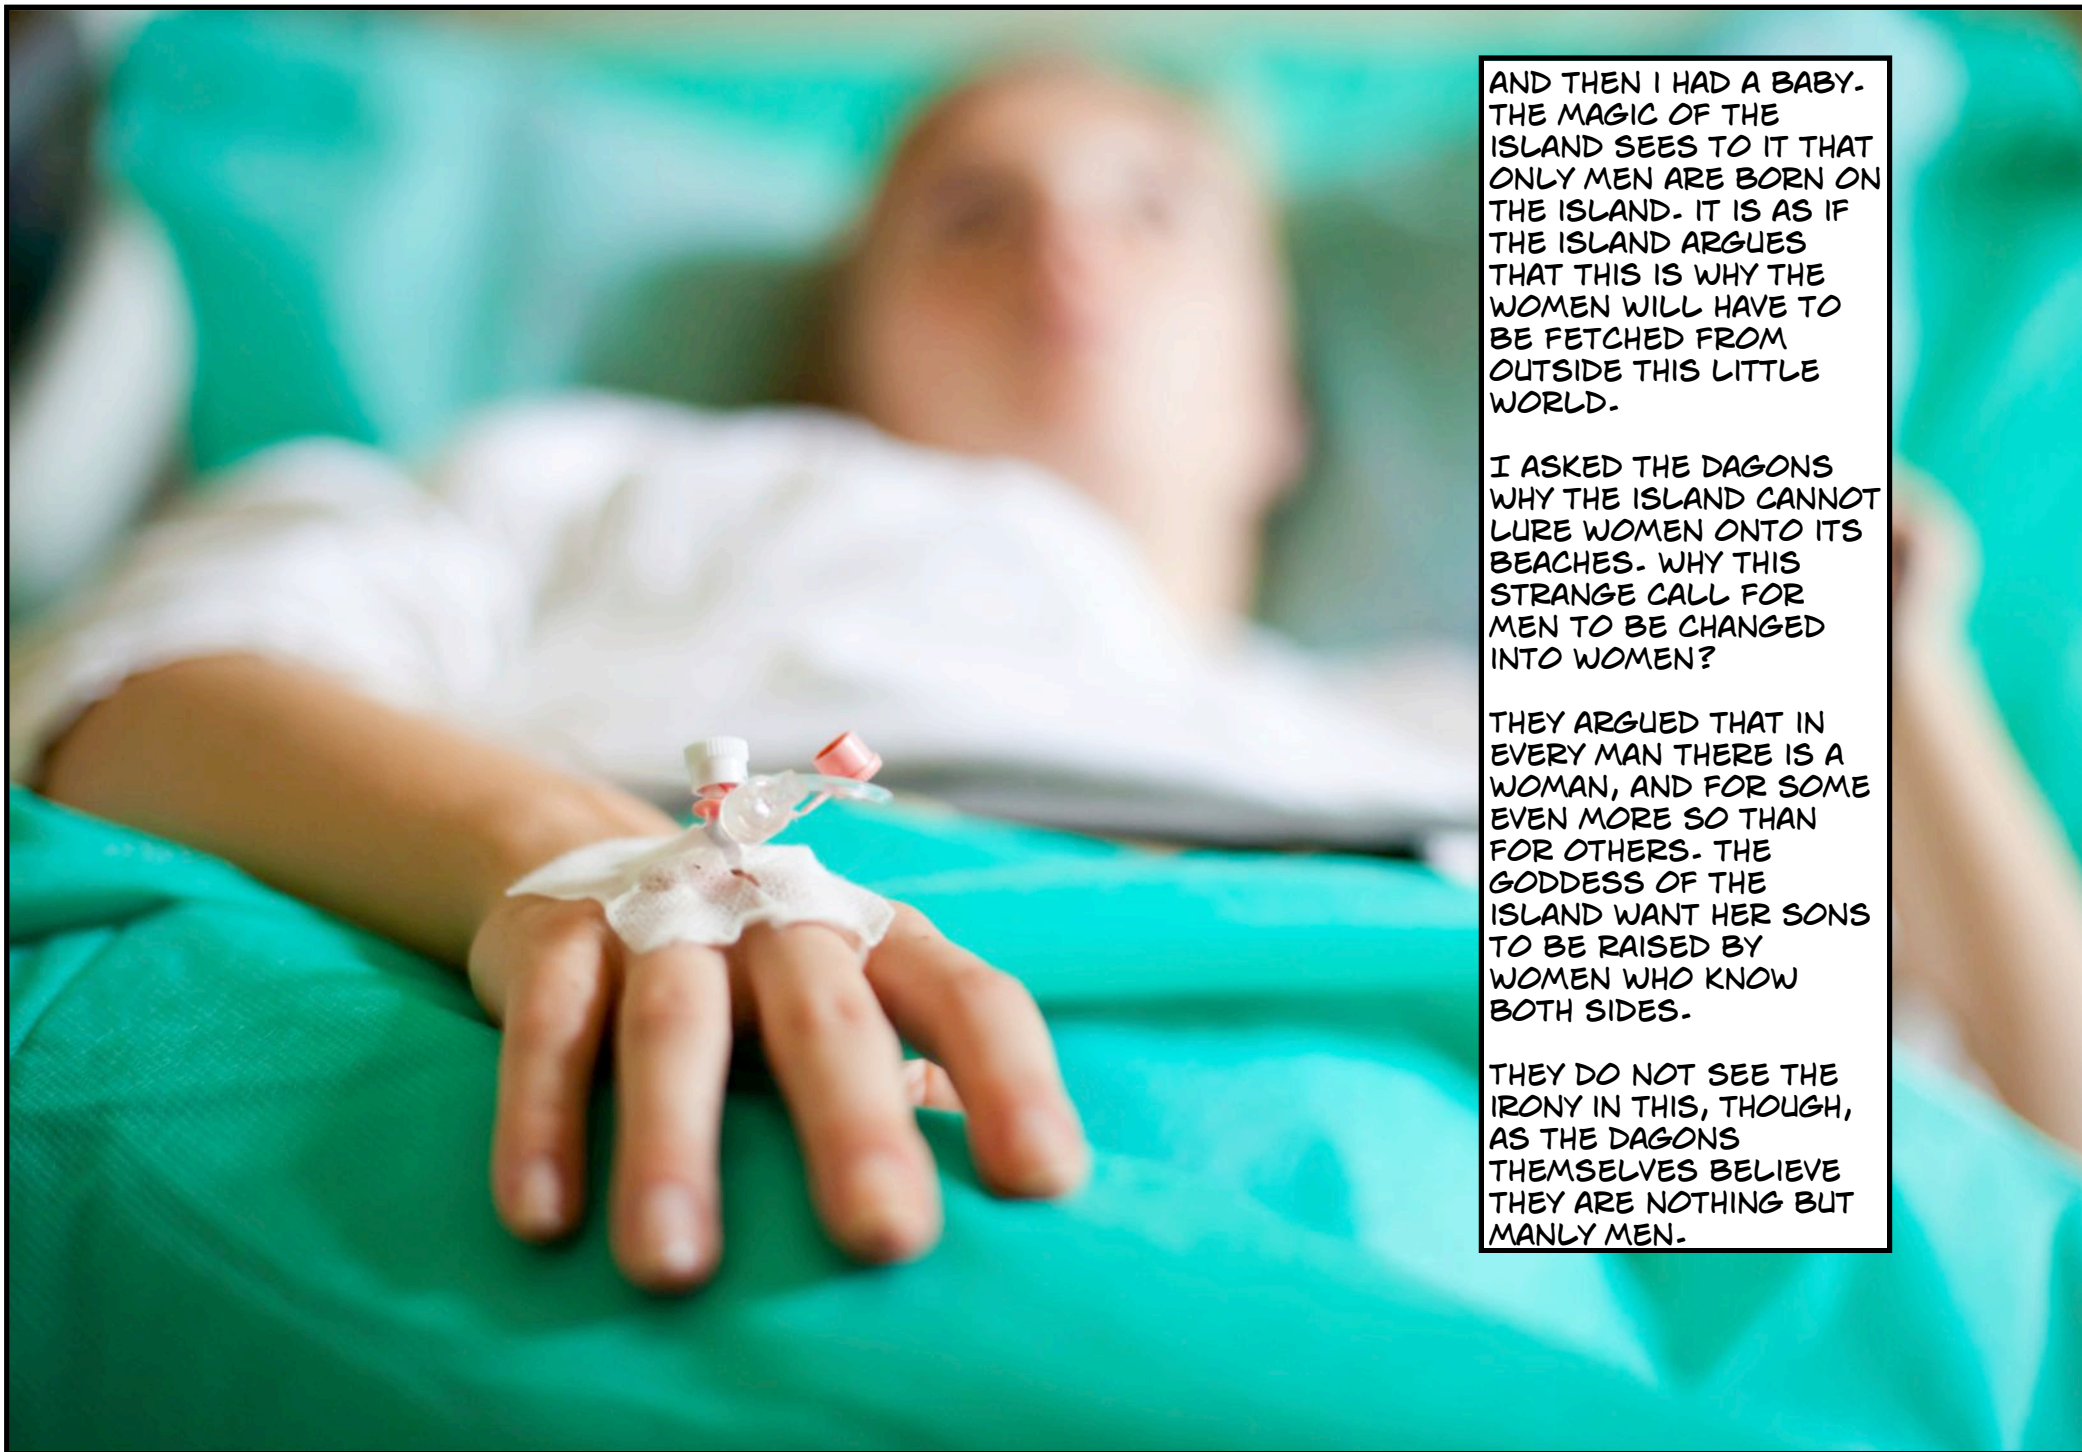 AND THEN I HAD A BABY.
THE MAGIC OF THE
ISLAND SEES TO IT THAT
ONLY MEN ARE BORN ON
THE ISLAND. IT IS AS IF
THE ISLAND ARGUES
THAT THIS IS WHY THE
WOMEN WILL HAVE TO
BE FETCHED FROM
OUTSIDE THIS LITTLE
WORLD.
I ASKED THE DAGONS
WHY THE ISLAND CANNOT
LURE WOMEN ONTO ITS
BEACHES. WHY THIS
STRANGE CALL FOR
MEN TO BE CHANGED
INTO WOMEN?
THEY ARGUED THAT IN
EVERY MAN THERE IS A
WOMAN, AND FOR SOME
EVEN MORE SO THAN
FOR OTHERS. THE
GODDESS OF THE
ISLAND WANT HER SONS
TO BE RAISED BY
WOMEN WHO KNOW
BOTH SIDES.
THEY DO NOT SEE THE
IRONY IN THIS, THOUGH,
AS THE DAGONS
THEMSELVES BELIEVE
THEY ARE NOTHING BUT
MANLY MEN.